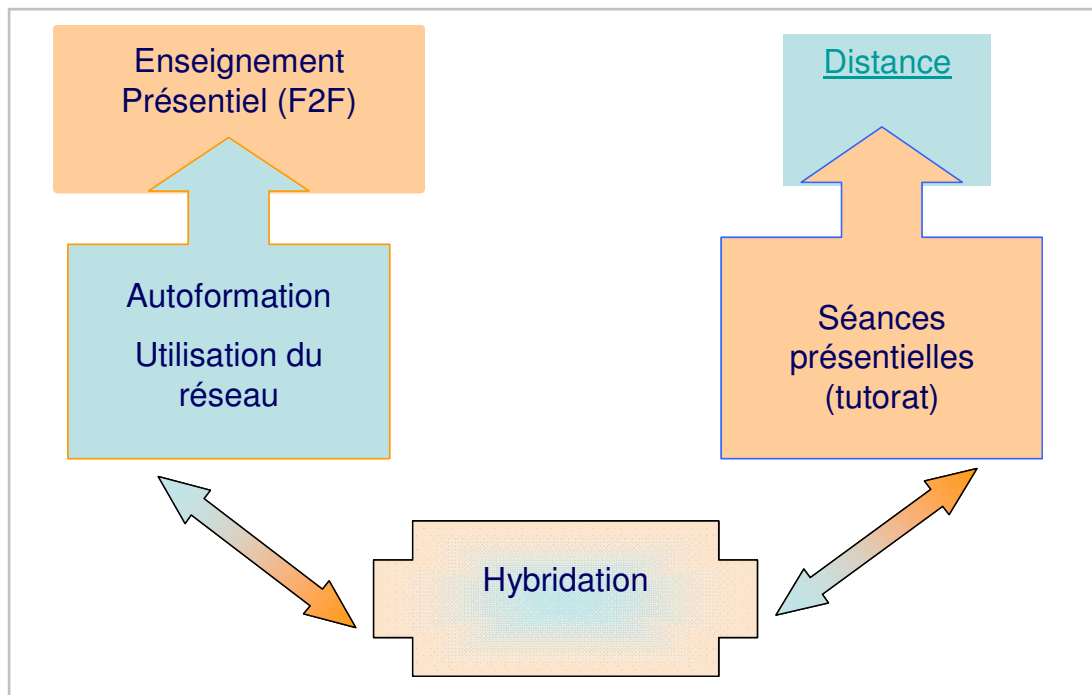 Enseignement
Présentiel (F2F)
Distance
Autoformation
Utilisation du
réseau
Séances
présentielles
(tutorat)
Hybridation